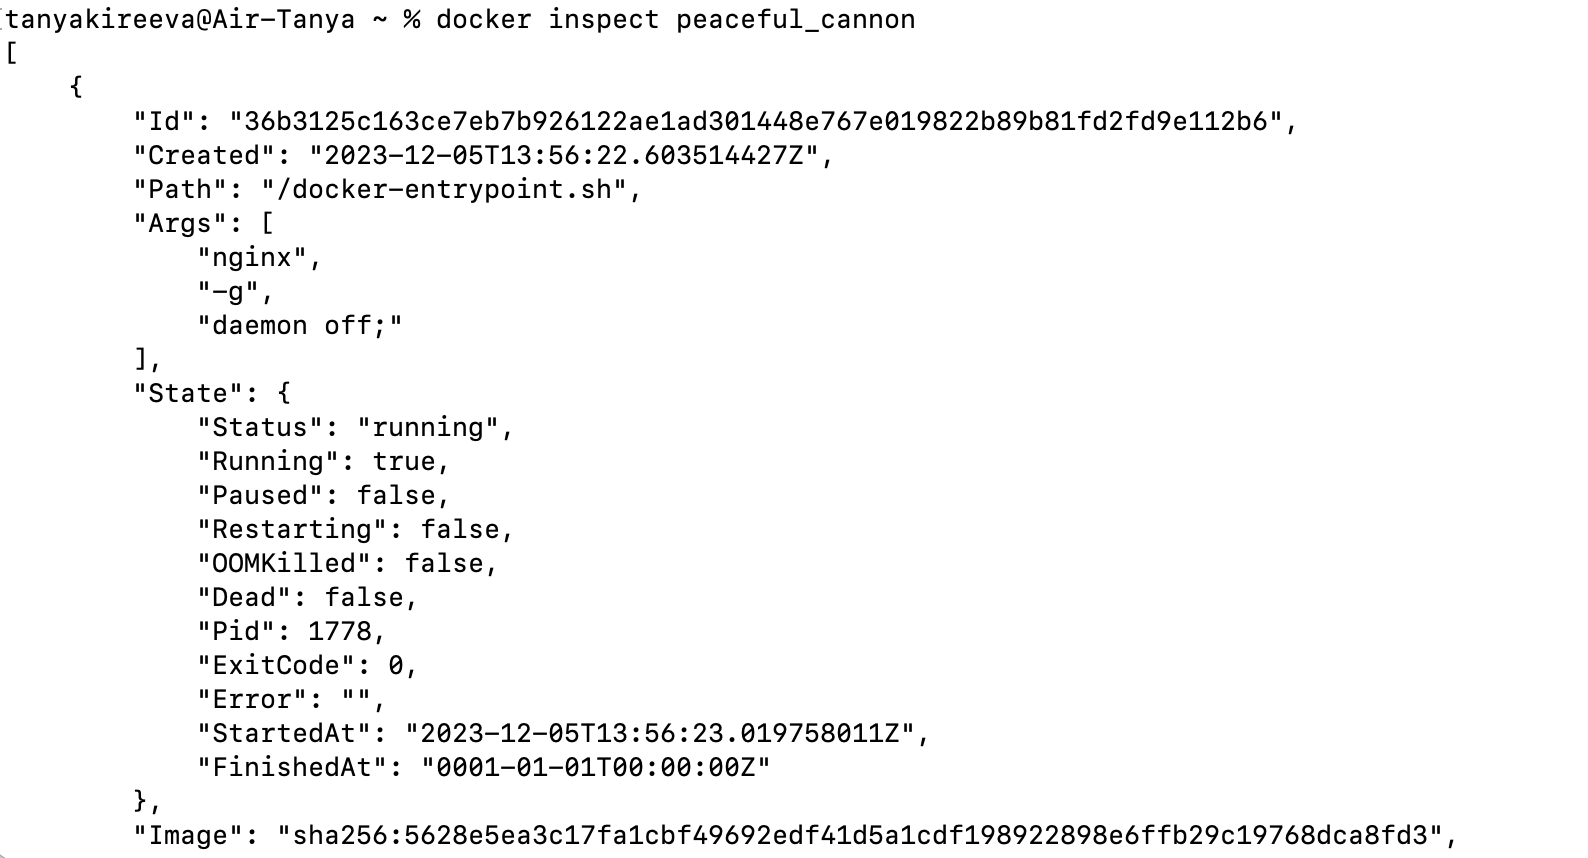 tanyakireeva@Air-Tanya ~ % docker inspect peaceful_cannon
[
    {
        "Id": "36b3125c163ce7eb7b926122ae1ad301448e767e019822b89b81fd2fd9e112b6",
        "Created": "2023-12-05T13:56:22.603514427Z",
        "Path": "/docker-entrypoint.sh",
        "Args": [
            "nginx",
            "-g",
            "daemon off;"
        ],
        "State": {
            "Status": "running",
            "Running": true,
            "Paused": false,
            "Restarting": false,
            "OOMKilled": false,
            "Dead": false,
            "Pid": 1778,
            "ExitCode": 0,
            "Error": "",
            "StartedAt": "2023-12-05T13:56:23.019758011Z",
            "FinishedAt": "0001-01-01T00:00:00Z"
        },
        "Image": "sha256:5628e5ea3c17fa1cbf49692edf41d5a1cdf198922898e6ffb29c19768dca8fd3",